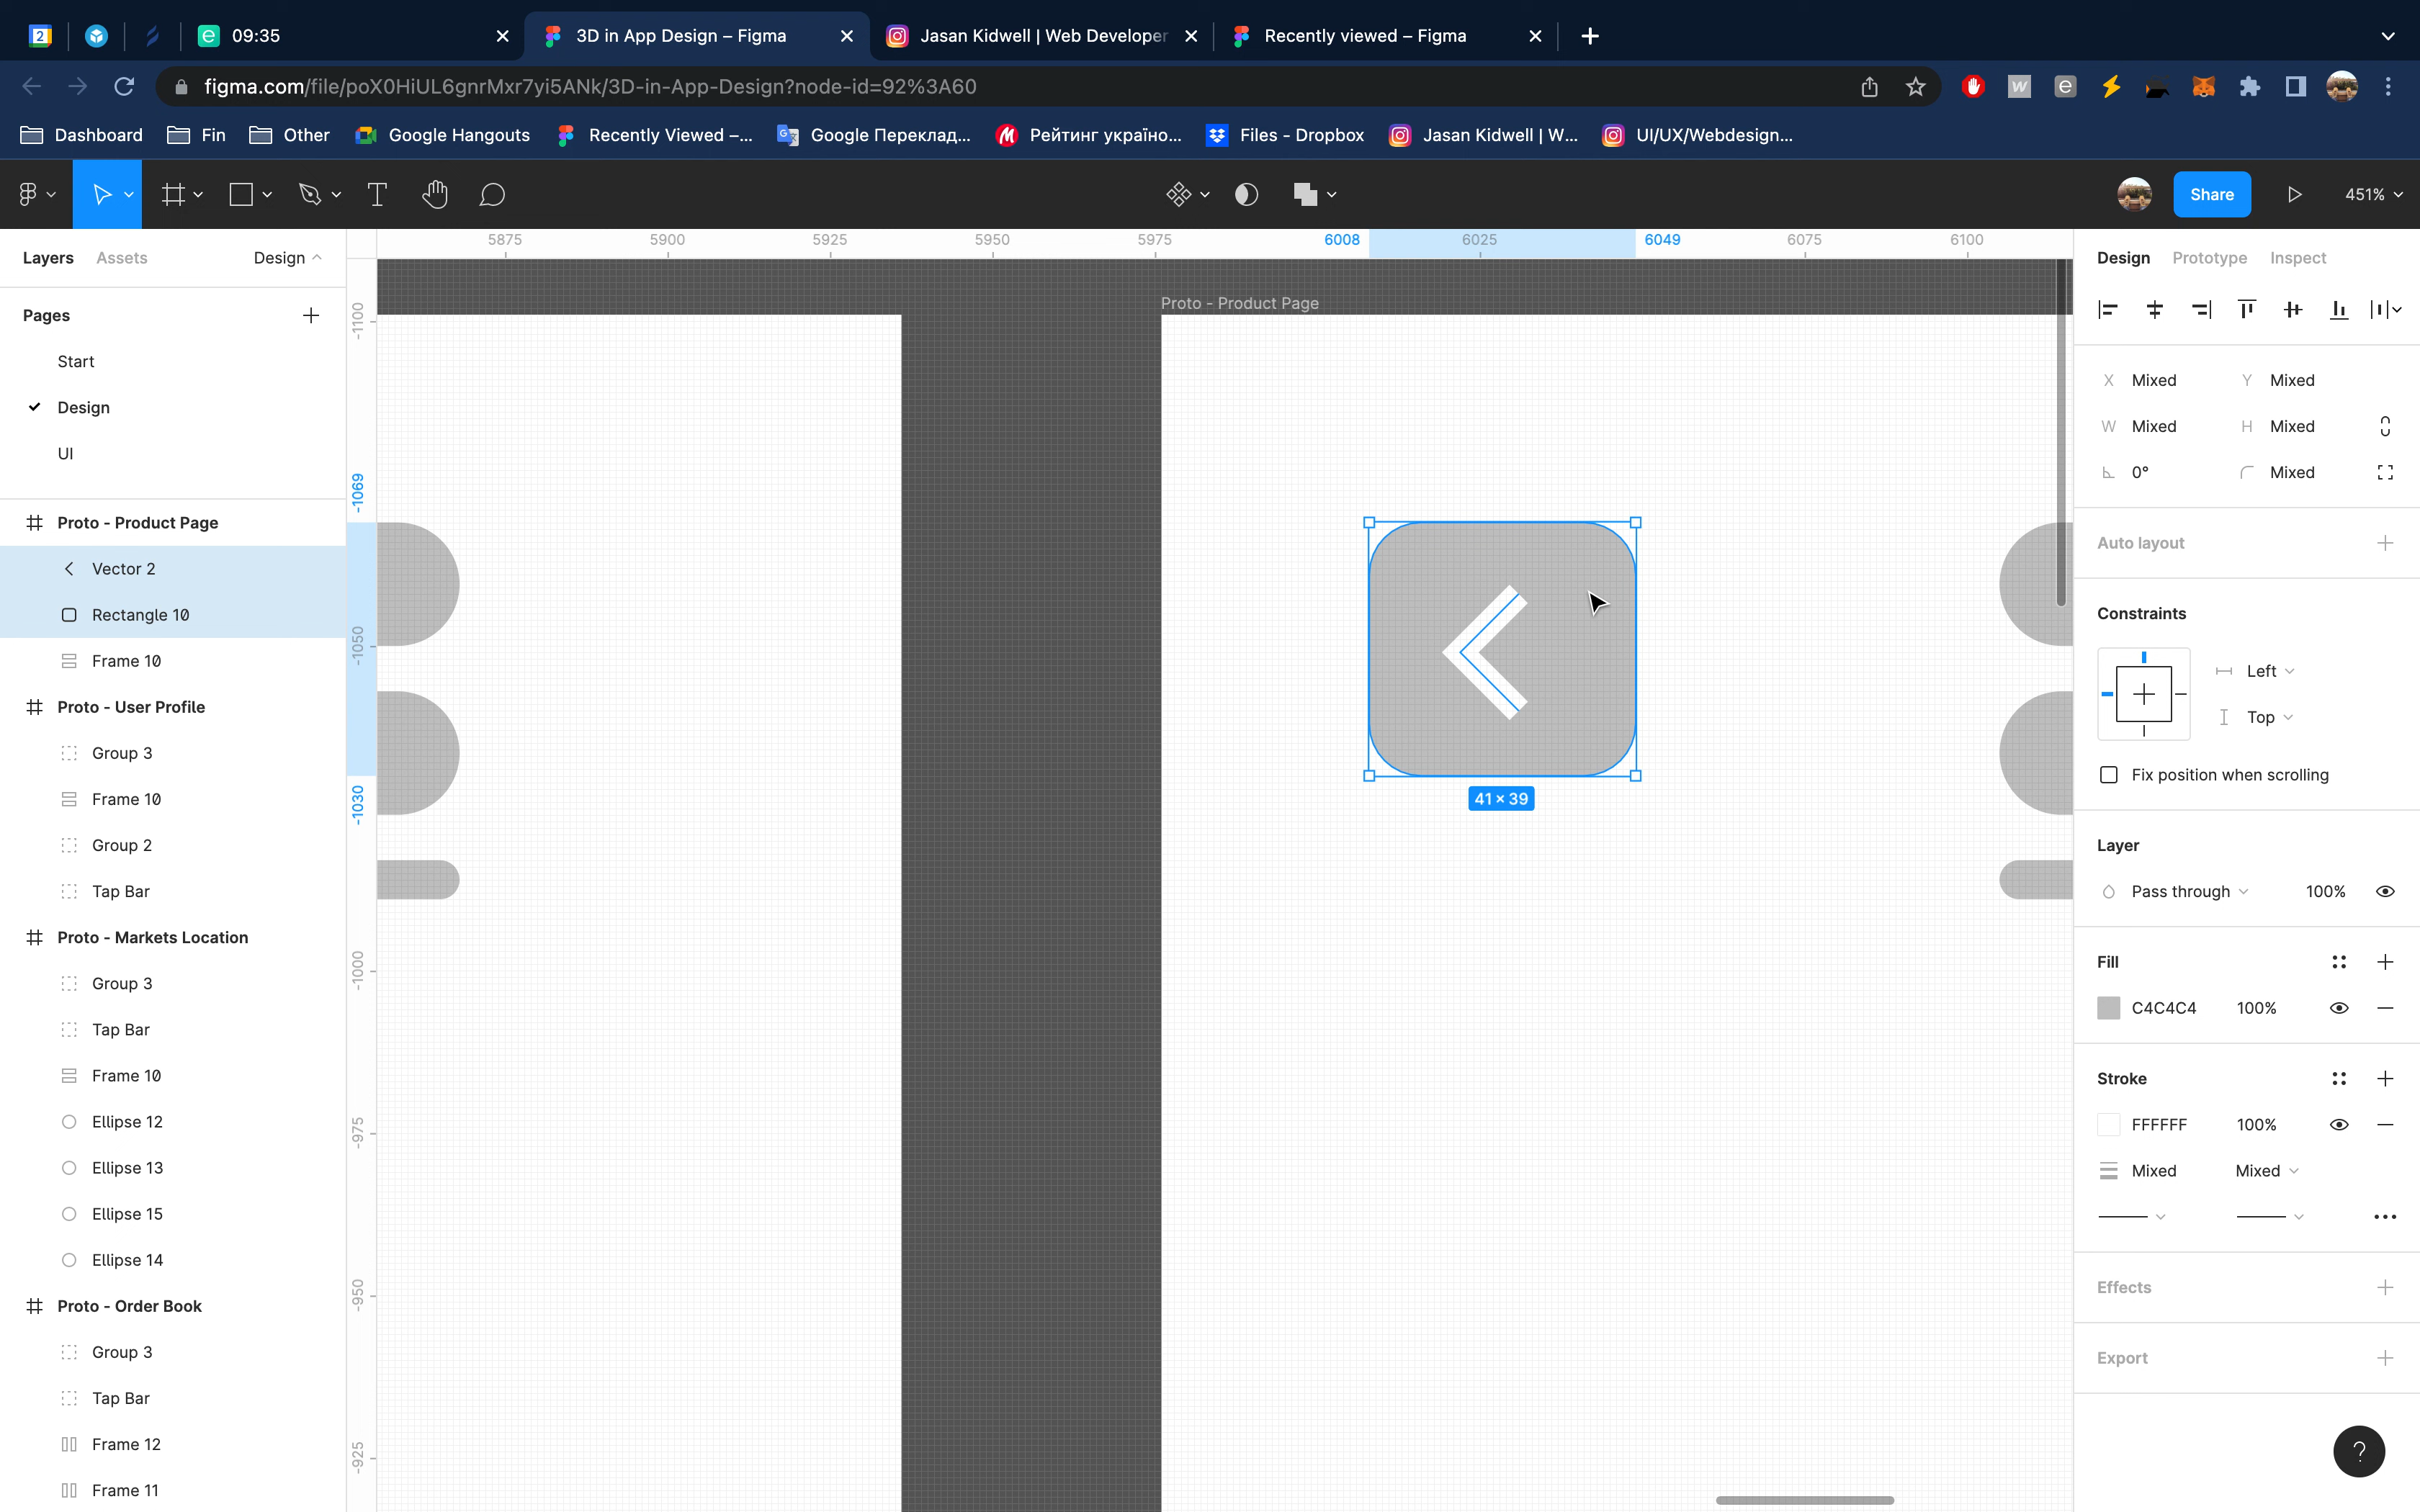 2
09:35
3D in App Design – Figma
Jasan Kidwell | Web Developer
Recently viewed – Figma
figma.com/file/poX0HiUL6gnrMxr7yi5ANk/3D-in-App-Design?node-id=92%3A60
Dashboard
Fin
Other
Google Hangouts
Recently Viewed –...
Google Переклад...
Рейтинг україно...
Files - Dropbox
Jasan Kidwell | W...
UI/UX/Webdesign...
Share
451%
Layers
Assets
Design
5875
5900
5925
5950
5975
6008
6025
6049
6075
6100
Design
Prototype
Inspect
Pages
Start
Design
UI
Proto - Product Page
Vector 2
Rectangle 10
Frame 10
Proto - User Profile
Group 3
Frame 10
Group 2
Tap Bar
Proto - Markets Location
Group 3
Tap Bar
Frame 10
Ellipse 12
Ellipse 13
Ellipse 15
Ellipse 14
Proto - Order Book
Group 3
Tap Bar
Frame 12
Frame 11
-1100
-1069
-1050
-1030
-1000
-975
-950
-925
Proto - Product Page
41 × 39
X Mixed
Y Mixed
W Mixed
H Mixed
0°
Mixed
Auto layout
Constraints
Left
Top
Fix position when scrolling
Layer
Pass through
100%
Fill
C4C4C4
100%
Stroke
FFFFFF
100%
Mixed
Mixed
Effects
Export
?